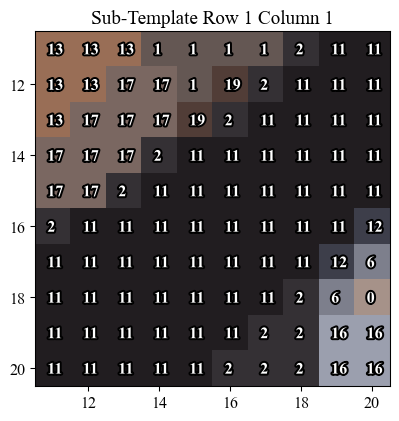 Sub-Template Row 1 Column 1
13 13 13 1 1 1 1 2 11 11
12 13 13 17 17 1 19 2 11 11 11
13 17 17 17 19 2 11 11 11 11
14 17 17 17 2 11 11 11 11 11 11
17 17 2 11 11 11 11 11 11 11
16 2 11 11 11 11 11 11 11 11 12
11 11 11 11 11 11 11 11 12 6
18 11 11 11 11 11 11 11 2 6 0
11 11 11 11 11 11 2 2 16 16
20 11 11 11 11 11 2 2 2 16 16
12 14 16 18 20